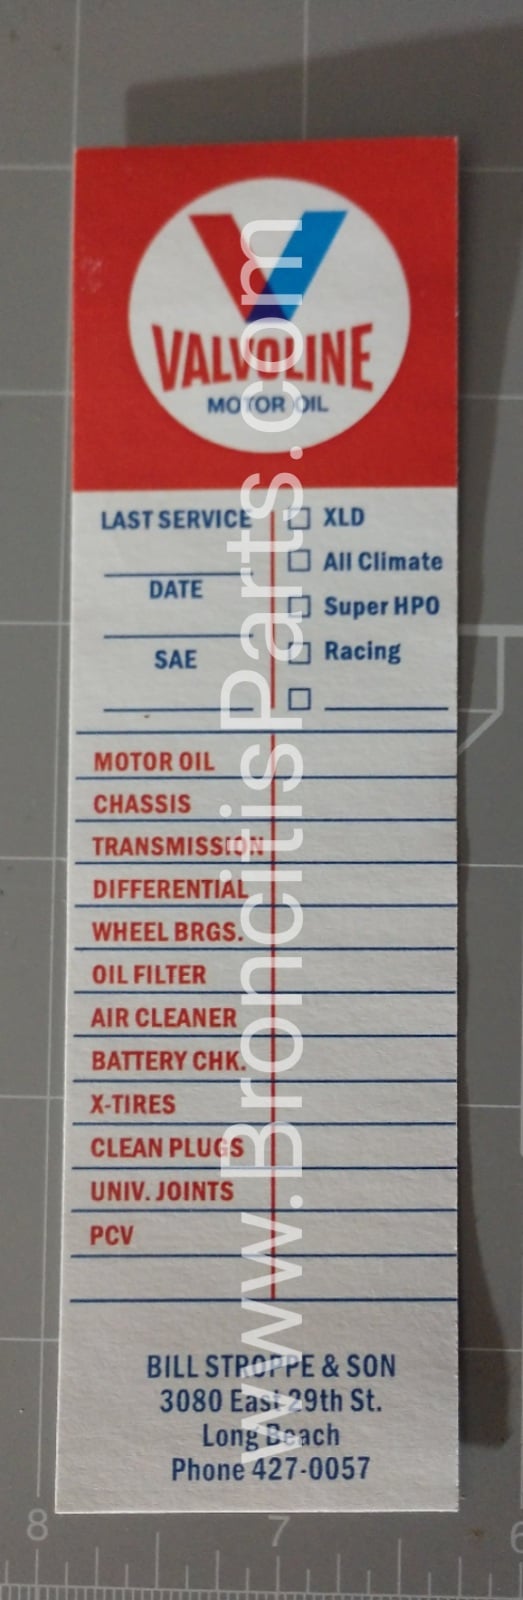 VALVOLINE
MOTOR OIL
LAST SERVICE
DATE
SAE
XLD
All Climate
Super HPO
Racing
MOTOR OIL
CHASSIS
TRANSMISSION
DIFFERENTIAL
WHEEL BRGS.
OIL FILTER
AIR CLEANER
BATTERY CHK.
X-TIRES
CLEAN PLUGS
UNIV. JOINTS
PCV
BILL STROPPE & SON
3080 East 29th St.
Long Beach
Phone 427-0057
www.BroncitisParts.com
8
7
6